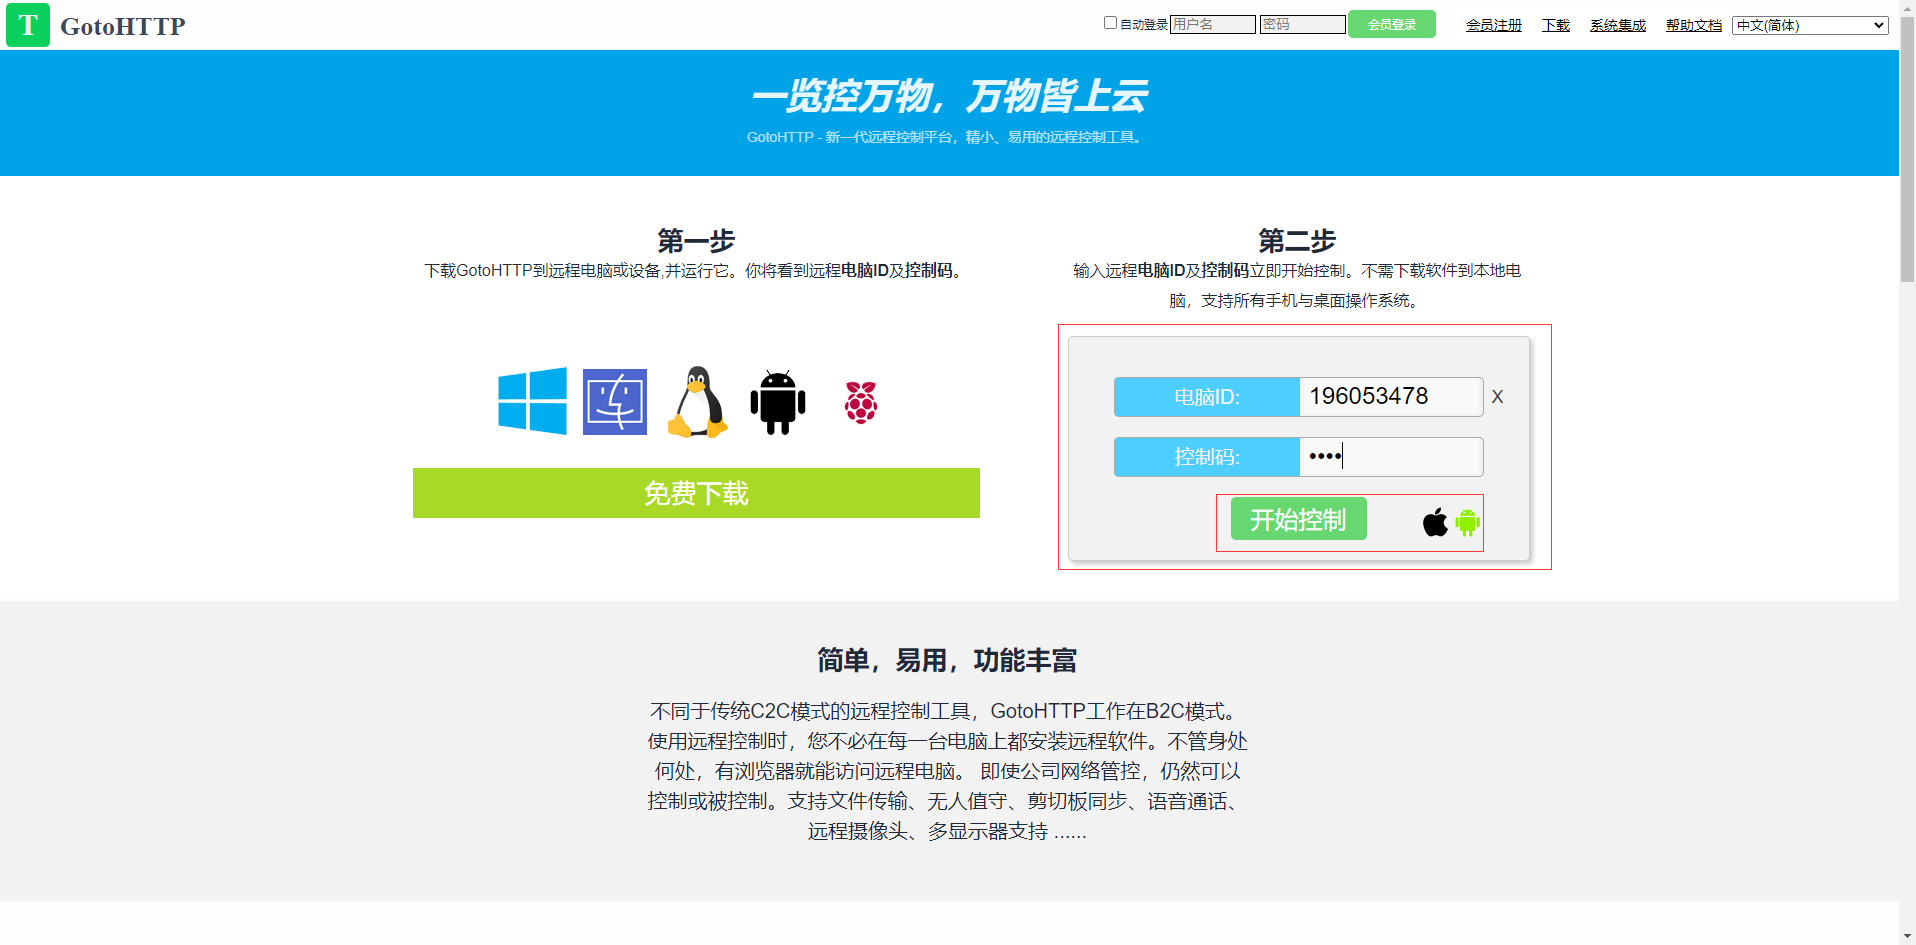 T GotoHTTP
自动登录 用户名 密码 会员登录 会员注册 下载 系统集成 帮助文档 中文(简体)
一览控万物，万物皆上云
GotoHTTP - 新一代远程控制平台，精小、易用的远程控制工具。
第一步
下载GotoHTTP到远程电脑或设备,并运行它。你将看到远程电脑ID及控制码。
免费下载
第二步
输入远程电脑ID及控制码立即开始控制。不需下载软件到本地电
脑，支持所有手机与桌面操作系统。
电脑ID: 196053478 X
控制码: ••••
开始控制
简单，易用，功能丰富
不同于传统C2C模式的远程控制工具，GotoHTTP工作在B2C模式。
使用远程控制时，您不必在每一台电脑上都安装远程软件。不管身处
何处，有浏览器就能访问远程电脑。 即使公司网络管控，仍然可以
控制或被控制。支持文件传输、无人值守、剪切板同步、语音通话、
远程摄像头、多显示器支持 ......